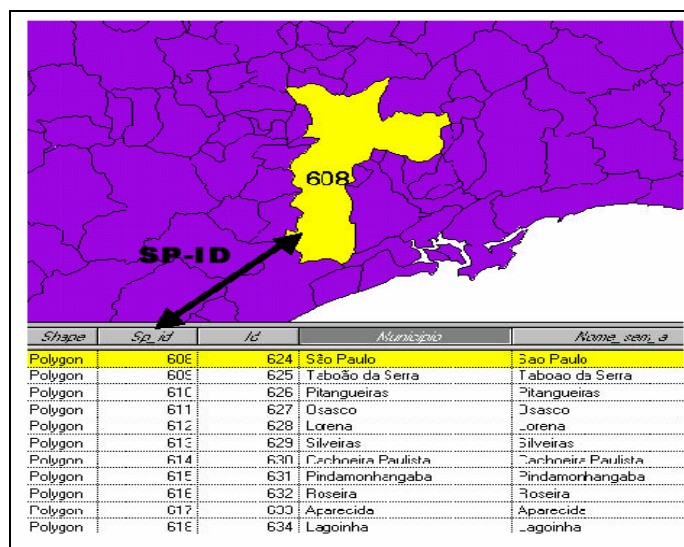 608
SP-ID
Shape Sp_id Id Municipio Nome_sem_a
Polygon 608 624 São Paulo Sao Paulo
Polygon 609 625 Taboão da Serra Taboao da Serra
Polygon 610 626 Pitangueiras Pitangueiras
Polygon 611 627 Osasco Osasco
Polygon 612 628 Lorena Lorena
Polygon 613 629 Silveiras Silveiras
Polygon 614 630 Cachoeira Paulista Cachoeira Paulista
Polygon 615 631 Pindamonhangaba Pindamonhangaba
Polygon 616 632 Roseira Roseira
Polygon 617 633 Aparecida Aparecida
Polygon 618 634 Lagoinha Lagoinha